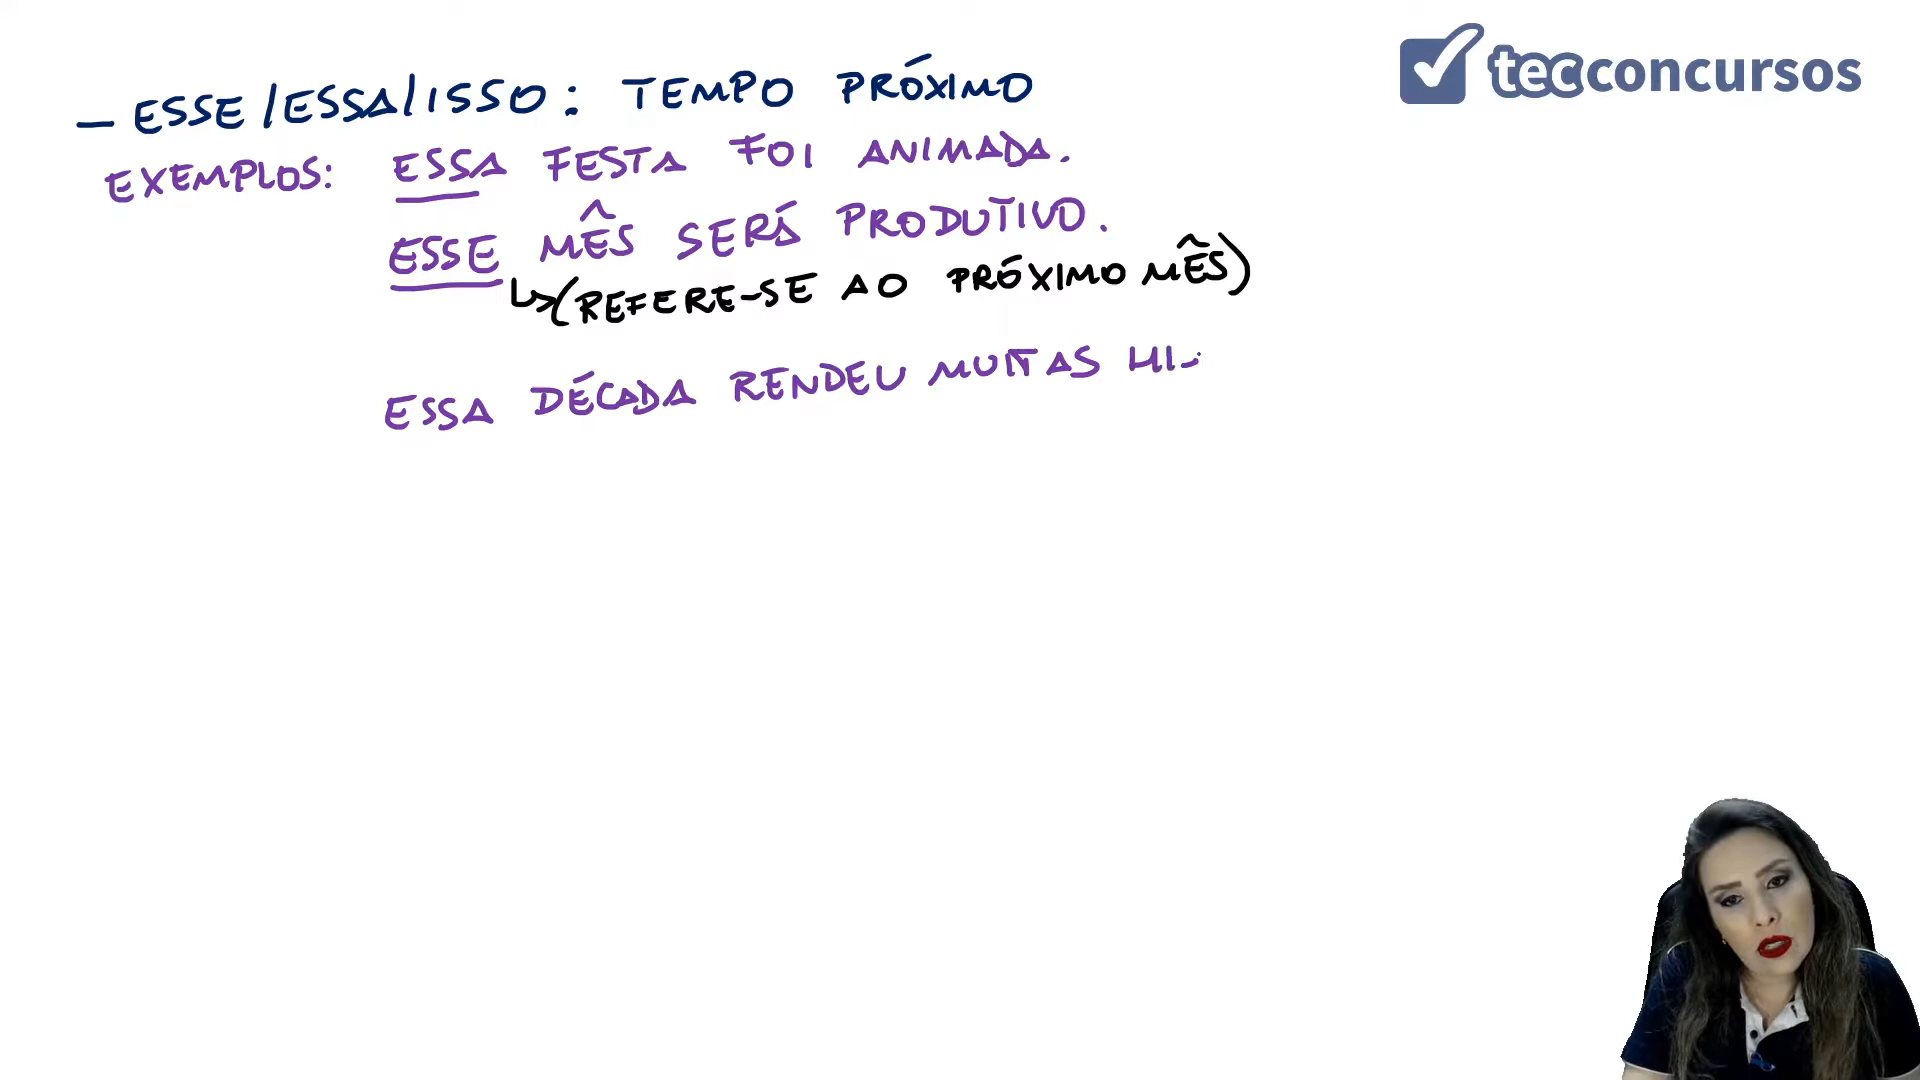 tecconcursos
- ESSE/ESSA/ISSO: TEMPO PRÓXIMO
EXEMPLOS: ESSA FESTA FOI ANIMADA.
ESSE MÊS SERÁ PRODUTIVO.
↳(REFERE-SE AO PRÓXIMO MÊS)
ESSA DÉCADA RENDEU MUITAS